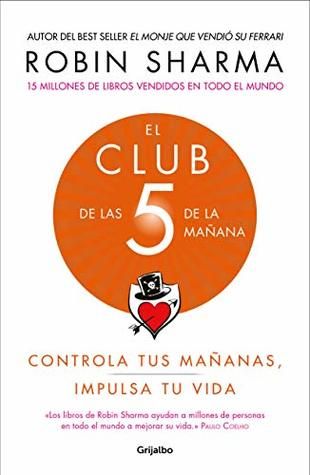 AUTOR DEL BEST SELLER EL MONJE QUE VENDIÓ SU FERRARI
ROBIN SHARMA
15 MILLONES DE LIBROS VENDIDOS EN TODO EL MUNDO
EL
CLUB
DE LAS 5 DE LA
MAÑANA
CONTROLA TUS MAÑANAS,
IMPULSA TU VIDA
«Los libros de Robin Sharma ayudan a millones de personas
en todo el mundo a mejorar su vida.» PAULO COELHO
Grijalbo